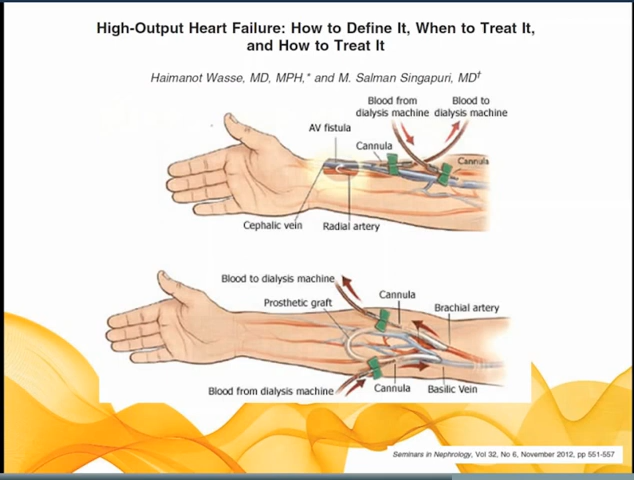 High-Output Heart Failure: How to Define It, When to Treat It,
and How to Treat It
Haimanot Wasse, MD, MPH,* and M. Salman Singapuri, MD†
Blood from
dialysis machine
Blood to
dialysis machine
AV fistula
Cannula
Cannula
Cephalic vein
Radial artery
Blood to dialysis machine
Prosthetic graft
Cannula
Brachial artery
Blood from dialysis machine
Cannula
Basilic Vein
Seminars in Nephrology, Vol 32, No 6, November 2012, pp 551-557